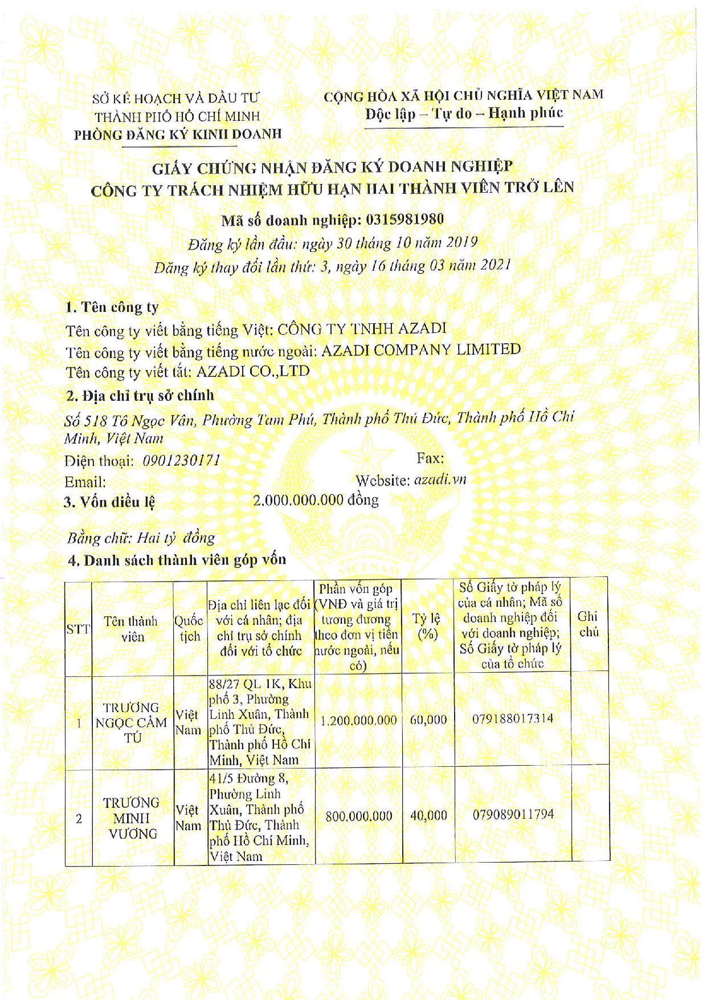 SỞ KẾ HOẠCH VÀ ĐẦU TƯ
THÀNH PHỐ HỒ CHÍ MINH
PHÒNG ĐĂNG KÝ KINH DOANH
CỘNG HÒA XÃ HỘI CHỦ NGHĨA VIỆT NAM
Độc lập – Tự do – Hạnh phúc
GIẤY CHỨNG NHẬN ĐĂNG KÝ DOANH NGHIỆP
CÔNG TY TRÁCH NHIỆM HỮU HẠN HAI THÀNH VIÊN TRỞ LÊN
Mã số doanh nghiệp: 0315981980
Đăng ký lần đầu: ngày 30 tháng 10 năm 2019
Đăng ký thay đổi lần thứ: 3, ngày 16 tháng 03 năm 2021
1. Tên công ty
Tên công ty viết bằng tiếng Việt: CÔNG TY TNHH AZADI
Tên công ty viết bằng tiếng nước ngoài: AZADI COMPANY LIMITED
Tên công ty viết tắt: AZADI CO.,LTD
2. Địa chỉ trụ sở chính
Số 518 Tô Ngọc Vân, Phường Tam Phú, Thành phố Thủ Đức, Thành phố Hồ Chí
Minh, Việt Nam
Điện thoại: 0901230171 Fax:
Email: Website: azadi.vn
3. Vốn điều lệ 2.000.000.000 đồng
Bằng chữ: Hai tỷ đồng
4. Danh sách thành viên góp vốn
VIET NAM
STT
Tên thành
viên
Quốc
tịch
Địa chỉ liên lạc đối
với cá nhân; địa
chỉ trụ sở chính
đối với tổ chức
Phần vốn góp
(VNĐ và giá trị
tương đương
theo đơn vị tiền
nước ngoài, nếu
có)
Tỷ lệ
(%)
Số Giấy tờ pháp lý
của cá nhân; Mã số
doanh nghiệp đối
với doanh nghiệp;
Số Giấy tờ pháp lý
của tổ chức
Ghi
chú
1
TRƯƠNG
NGỌC CẨM
TÚ
Việt
Nam
88/27 QL 1K, Khu
phố 3, Phường
Linh Xuân, Thành
phố Thủ Đức,
Thành phố Hồ Chí
Minh, Việt Nam
1.200.000.000
60,000
079188017314
2
TRƯƠNG
MINH
VƯƠNG
Việt
Nam
41/5 Đường 8,
Phường Linh
Xuân, Thành phố
Thủ Đức, Thành
phố Hồ Chí Minh,
Việt Nam
800.000.000
40,000
079089011794